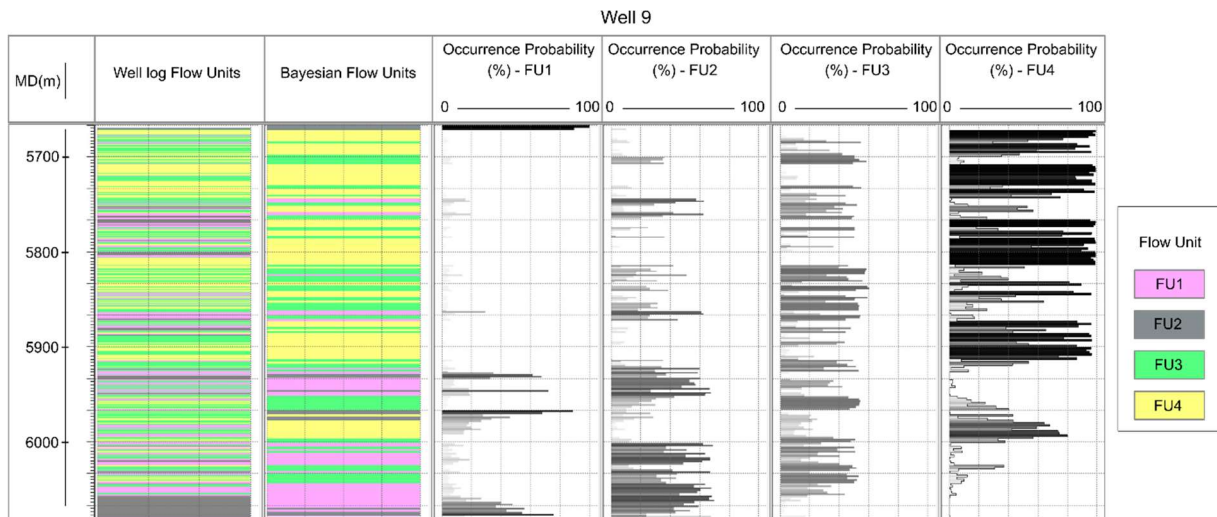 Well 9
MD(m)
Well log Flow Units
Bayesian Flow Units
Occurrence Probability
(%) - FU1
0 100
Occurrence Probability
(%) - FU2
0 100
Occurrence Probability
(%) - FU3
0 100
Occurrence Probability
(%) - FU4
0 100
5700
5800
5900
6000
Flow Unit
FU1
FU2
FU3
FU4